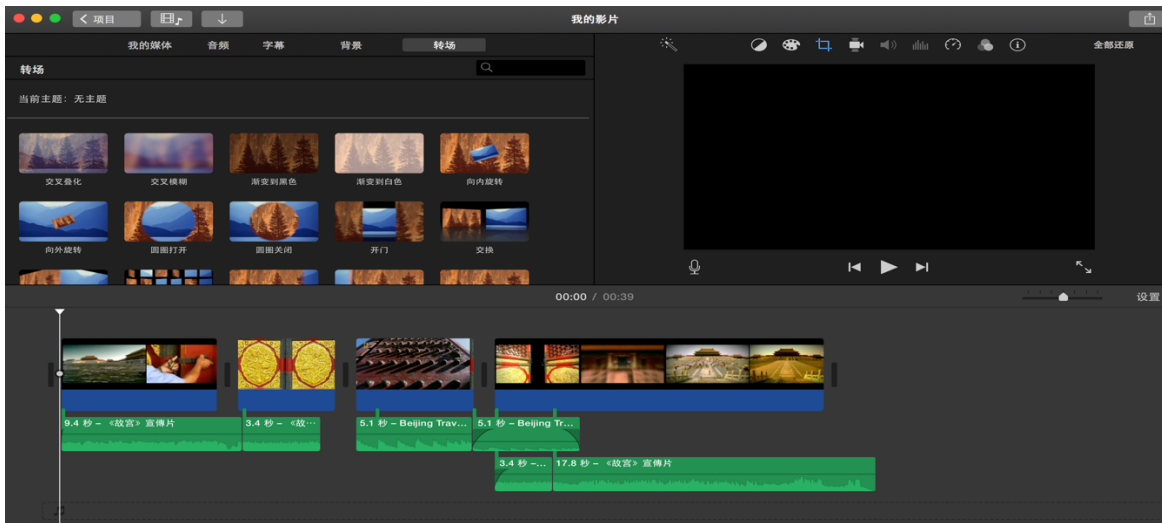 项目
我的影片
我的媒体 音频 字幕 背景 转场
全部还原
转场
当前主题：无主题
交叉叠化 交叉模糊 渐变到黑色 渐变到白色 向内旋转
向外旋转 圆圈打开 圆圈关闭 开门 交换
00:00 / 00:39
设置
9.4 秒 – 《故宫》宣傳片 3.4 秒 – 《故… 5.1 秒 – Beijing Trav... 5.1 秒 – Beijing Tr...
3.4 秒 –... 17.8 秒 – 《故宫》宣傳片